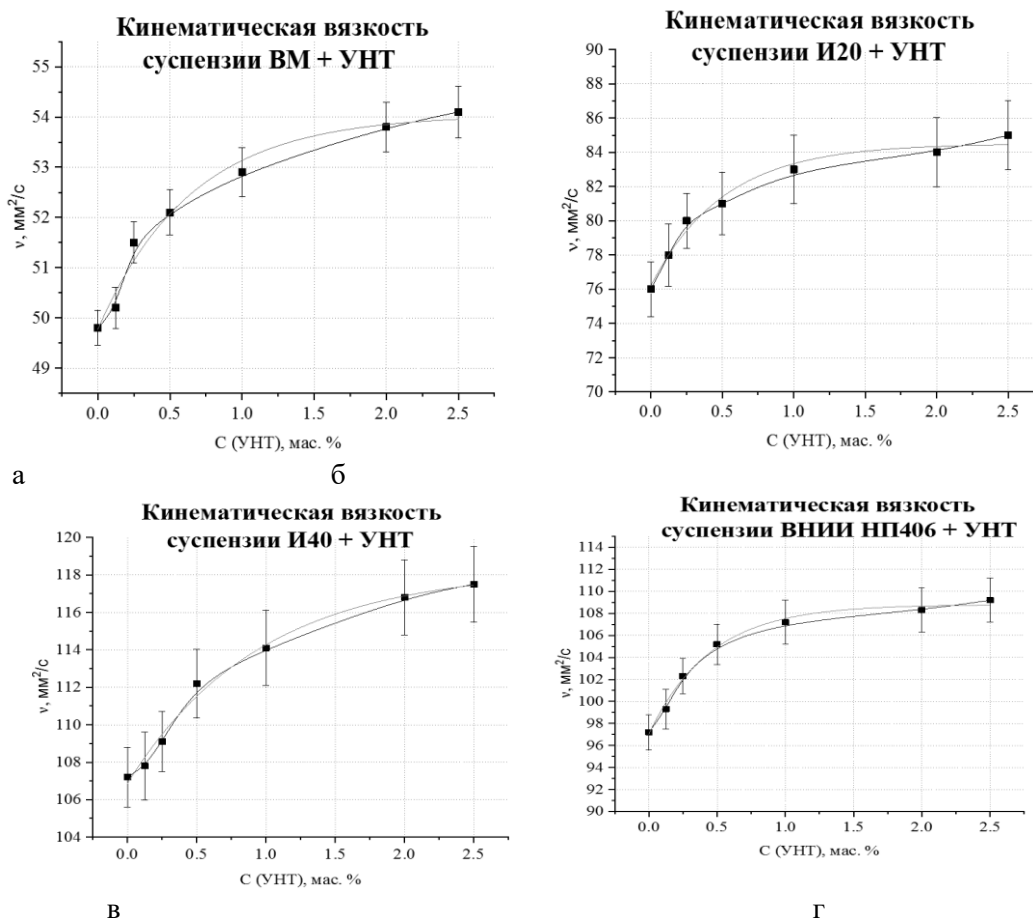 Кинематическая вязкость
суспензии ВМ + УНТ
55
54
53
52
51
50
49
ν, мм²/с
0.0 0.5 1.0 1.5 2.0 2.5
С (УНТ), мас. %
а
Кинематическая вязкость
суспензии И20 + УНТ
90
88
86
84
82
80
78
76
74
72
70
ν, мм²/с
0.0 0.5 1.0 1.5 2.0 2.5
С (УНТ), мас. %
б
Кинематическая вязкость
суспензии И40 + УНТ
120
118
116
114
112
110
108
106
104
ν, мм²/с
0.0 0.5 1.0 1.5 2.0 2.5
С (УНТ), мас. %
в
Кинематическая вязкость
суспензии ВНИИ НП406 + УНТ
114
112
110
108
106
104
102
100
98
96
94
92
90
ν, мм²/с
0.0 0.5 1.0 1.5 2.0 2.5
С (УНТ), мас. %
г